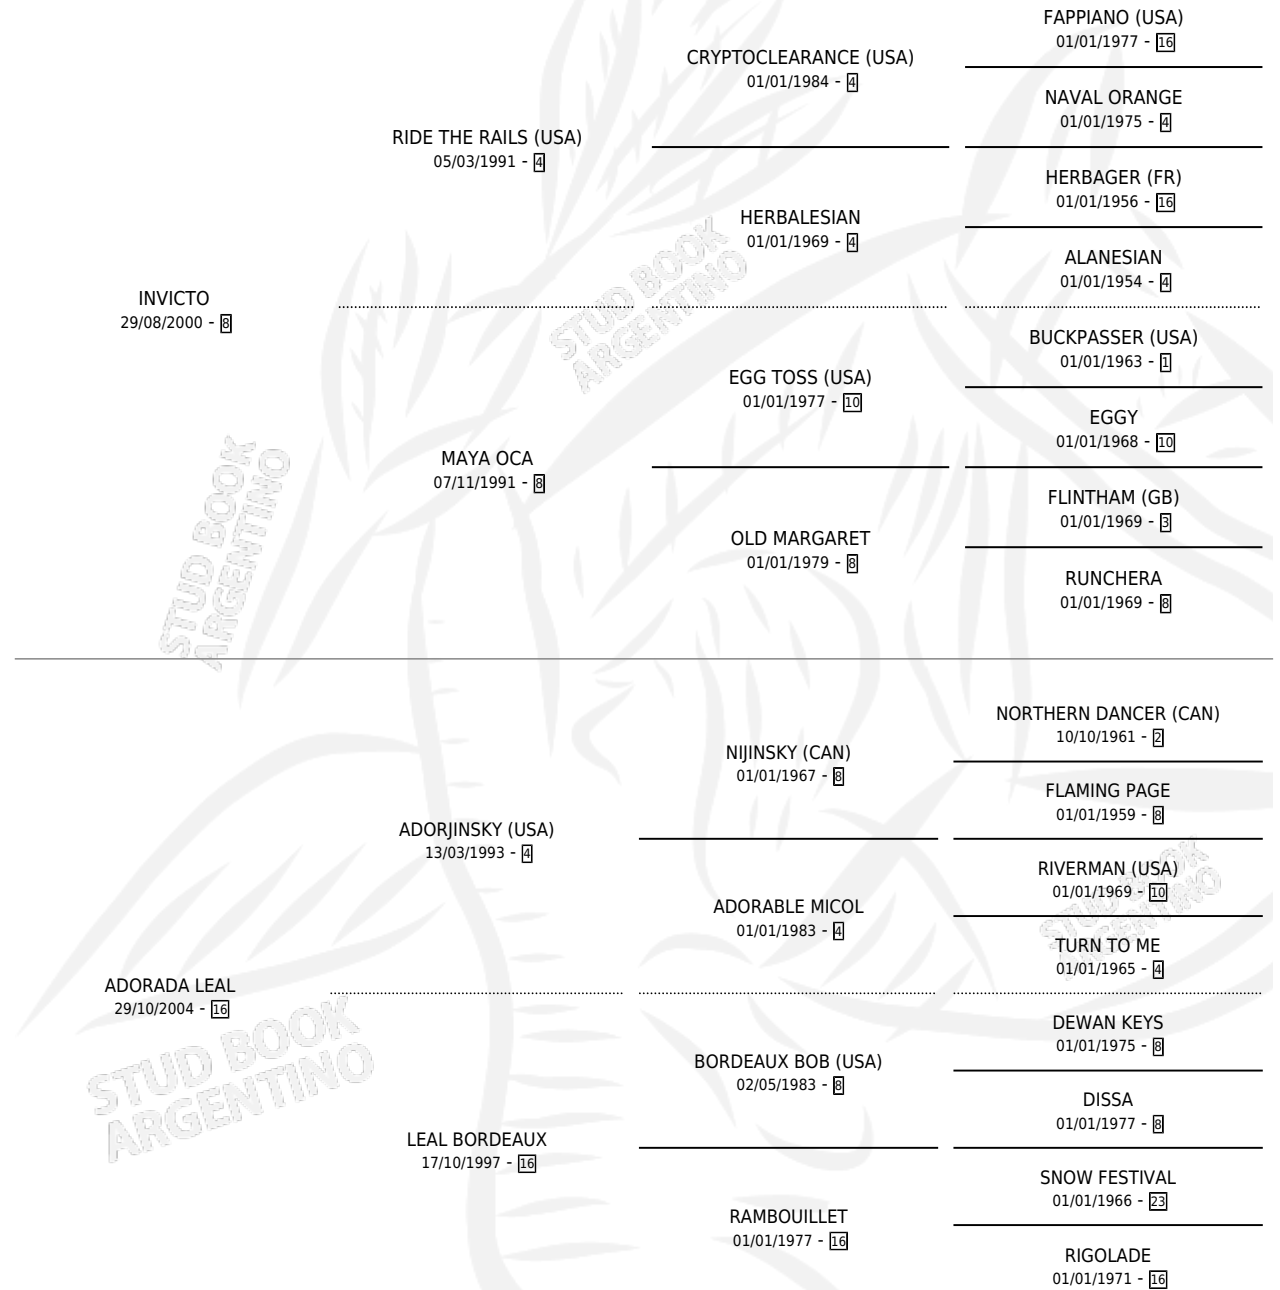 FAPPIANO (USA)
01/01/1977 - 16
CRYPTOCLEARANCE (USA)
01/01/1984 - 4
NAVAL ORANGE
01/01/1975 - 4
RIDE THE RAILS (USA)
05/03/1991 - 4
HERBAGER (FR)
01/01/1956 - 16
HERBALESIAN
01/01/1969 - 4
ALANESIAN
01/01/1954 - 4
INVICTO
29/08/2000 - 8
BUCKPASSER (USA)
01/01/1963 - 1
EGG TOSS (USA)
01/01/1977 - 10
EGGY
01/01/1968 - 10
MAYA OCA
07/11/1991 - 8
FLINTHAM (GB)
01/01/1969 - 3
OLD MARGARET
01/01/1979 - 8
RUNCHERA
01/01/1969 - 8
NORTHERN DANCER (CAN)
10/10/1961 - 2
NIJINSKY (CAN)
01/01/1967 - 8
FLAMING PAGE
01/01/1959 - 8
ADORJINSKY (USA)
13/03/1993 - 4
RIVERMAN (USA)
01/01/1969 - 10
ADORABLE MICOL
01/01/1983 - 4
TURN TO ME
01/01/1965 - 4
ADORADA LEAL
29/10/2004 - 16
DEWAN KEYS
01/01/1975 - 8
BORDEAUX BOB (USA)
02/05/1983 - 8
DISSA
01/01/1977 - 8
LEAL BORDEAUX
17/10/1997 - 16
SNOW FESTIVAL
01/01/1966 - 23
RAMBOUILLET
01/01/1977 - 16
RIGOLADE
01/01/1971 - 16
STUD BOOK
ARGENTINO
STUD BOOK
ARGENTINO
STUD BOOK
ARGENTINO
STUD BOOK
ARGENTINO